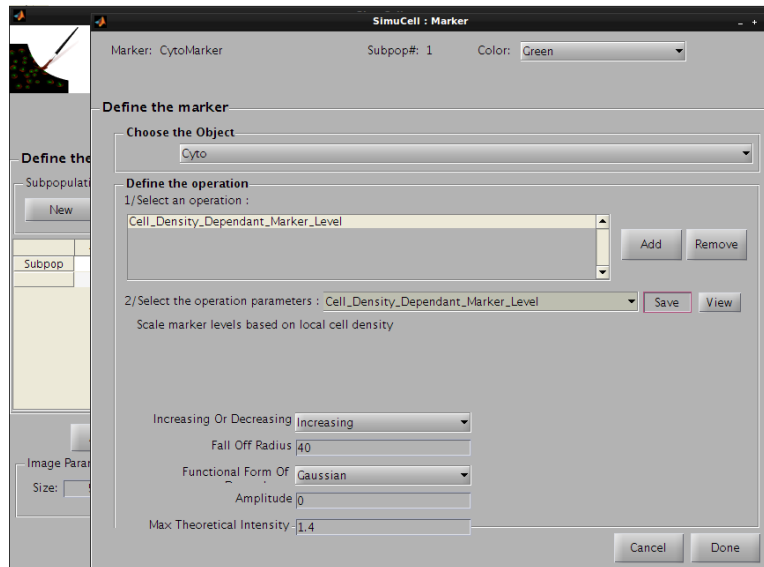 SimuCell : Marker
Marker: CytoMarker Subpop#: 1 Color: Green
Define the marker
Choose the Object
Cyto
Define the
Define the operation
Subpopulati
1/Select an operation :
New
Cell_Density_Dependant_Marker_Level
Add Remove
Subpop
2/Select the operation parameters : Cell_Density_Dependant_Marker_Level Save View
Scale marker levels based on local cell density
Increasing Or Decreasing Increasing
Fall Off Radius 40
Image Parar
Functional Form Of Gaussian
Size:
Amplitude 0
Max Theoretical Intensity 1.4
Cancel Done